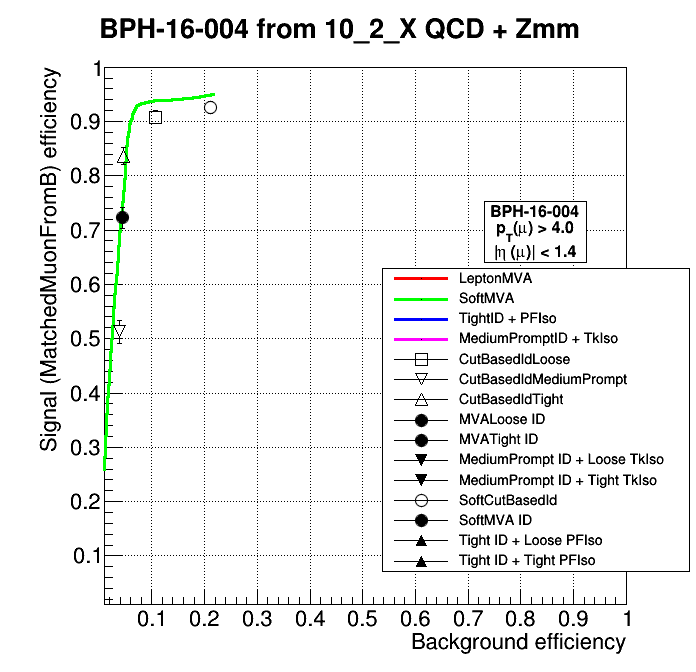 BPH-16-004 from 10_2_X QCD + Zmm
Signal (MatchedMuonFromB) efficiency
1
0.9
0.8
0.7
0.6
0.5
0.4
0.3
0.2
0.1
BPH-16-004
p_T(μ) > 4.0
|η (μ)| < 1.4
LeptonMVA
SoftMVA
TightID + PFIso
MediumPromptID + TkIso
CutBasedIdLoose
CutBasedIdMediumPrompt
CutBasedIdTight
MVALoose ID
MVATight ID
MediumPrompt ID + Loose TkIso
MediumPrompt ID + Tight TkIso
SoftCutBasedId
SoftMVA ID
Tight ID + Loose PFIso
Tight ID + Tight PFIso
0.1 0.2 0.3 0.4 0.5 0.6 0.7 0.8 0.9 1
Background efficiency